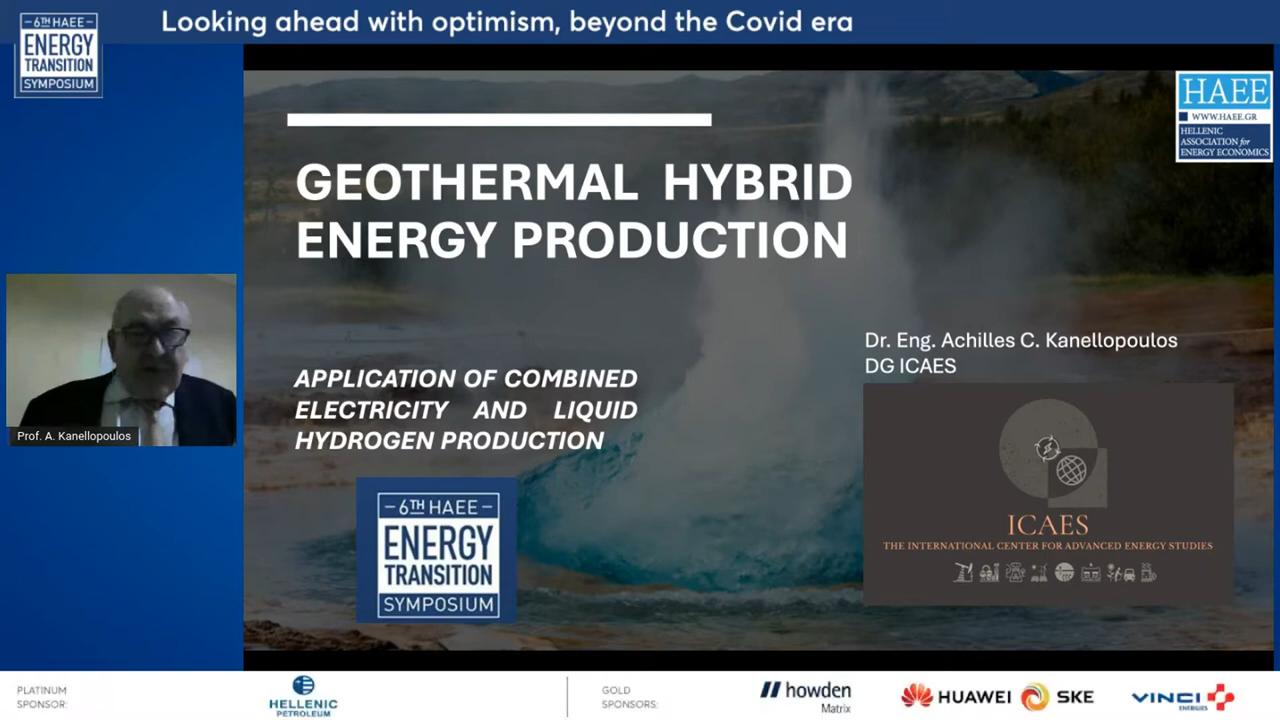 Looking ahead with optimism, beyond the Covid era
6TH HAEE
ENERGY
TRANSITION
SYMPOSIUM
HAEE
WWW.HAEE.GR
HELLENIC
ASSOCIATION for
ENERGY ECONOMICS
GEOTHERMAL HYBRID
ENERGY PRODUCTION
Dr. Eng. Achilles C. Kanellopoulos
DG ICAES
APPLICATION OF COMBINED
ELECTRICITY AND LIQUID
HYDROGEN PRODUCTION
Prof. A. Kanellopoulos
6TH HAEE
ENERGY
TRANSITION
SYMPOSIUM
ICAES
THE INTERNATIONAL CENTER FOR ADVANCED ENERGY STUDIES
PLATINUM
SPONSOR:
HELLENIC
PETROLEUM
GOLD
SPONSORS:
howden
Matrix
HUAWEI
SKE
VINCI
ENERGIES